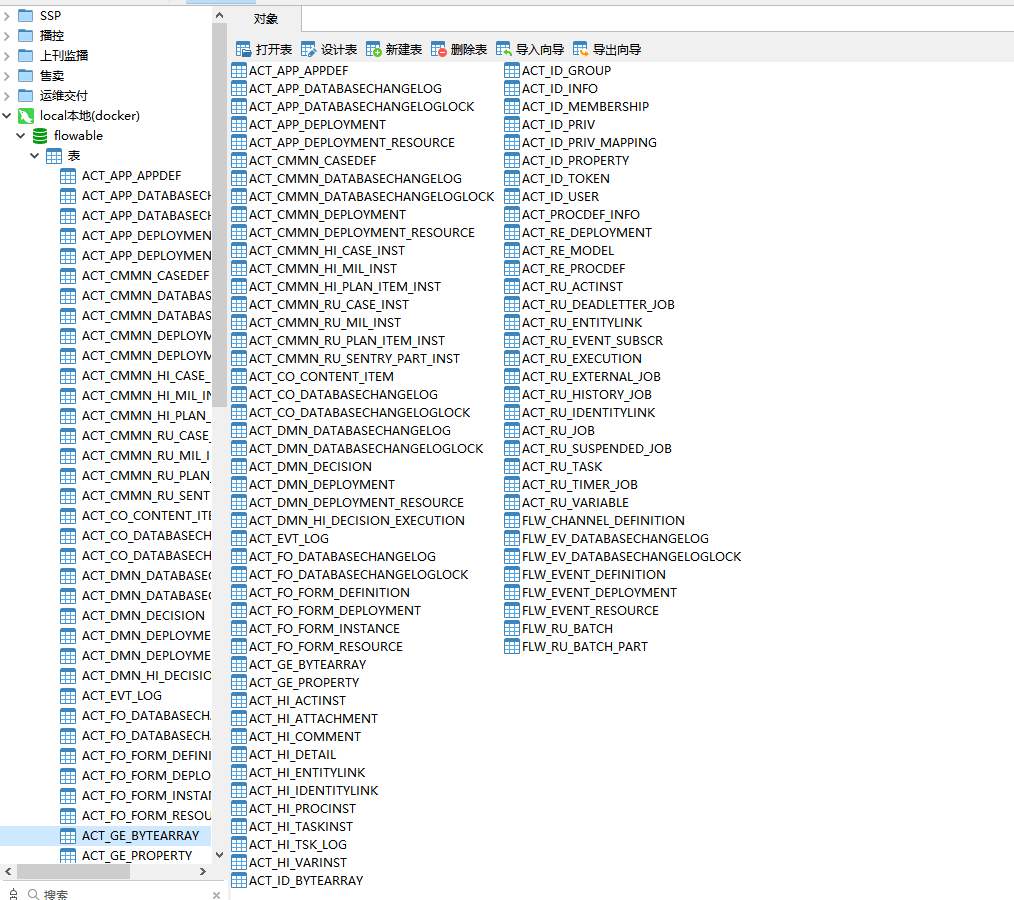 SSP
播控
上刊监播
售卖
运维交付
local本地(docker)
flowable
表
ACT_APP_APPDEF
ACT_APP_DATABASECH
ACT_APP_DATABASECH
ACT_APP_DEPLOYMEN
ACT_APP_DEPLOYMEN
ACT_CMMN_CASEDEF
ACT_CMMN_DATABAS
ACT_CMMN_DATABAS
ACT_CMMN_DEPLOYM
ACT_CMMN_DEPLOYM
ACT_CMMN_HI_CASE_
ACT_CMMN_HI_MIL_IN
ACT_CMMN_HI_PLAN_
ACT_CMMN_RU_CASE_
ACT_CMMN_RU_MIL_I
ACT_CMMN_RU_PLAN_
ACT_CMMN_RU_SENT
ACT_CO_CONTENT_ITE
ACT_CO_DATABASECH
ACT_CO_DATABASECH
ACT_DMN_DATABASEC
ACT_DMN_DATABASEC
ACT_DMN_DECISION
ACT_DMN_DEPLOYME
ACT_DMN_DEPLOYME
ACT_DMN_HI_DECISIO
ACT_EVT_LOG
ACT_FO_DATABASECH
ACT_FO_DATABASECH
ACT_FO_FORM_DEFINI
ACT_FO_FORM_DEPLO
ACT_FO_FORM_INSTAN
ACT_FO_FORM_RESOU
ACT_GE_BYTEARRAY
ACT_GE_PROPERTY
搜索
对象
打开表 设计表 新建表 删除表 导入向导 导出向导
ACT_APP_APPDEF
ACT_APP_DATABASECHANGELOG
ACT_APP_DATABASECHANGELOGLOCK
ACT_APP_DEPLOYMENT
ACT_APP_DEPLOYMENT_RESOURCE
ACT_CMMN_CASEDEF
ACT_CMMN_DATABASECHANGELOG
ACT_CMMN_DATABASECHANGELOGLOCK
ACT_CMMN_DEPLOYMENT
ACT_CMMN_DEPLOYMENT_RESOURCE
ACT_CMMN_HI_CASE_INST
ACT_CMMN_HI_MIL_INST
ACT_CMMN_HI_PLAN_ITEM_INST
ACT_CMMN_RU_CASE_INST
ACT_CMMN_RU_MIL_INST
ACT_CMMN_RU_PLAN_ITEM_INST
ACT_CMMN_RU_SENTRY_PART_INST
ACT_CO_CONTENT_ITEM
ACT_CO_DATABASECHANGELOG
ACT_CO_DATABASECHANGELOGLOCK
ACT_DMN_DATABASECHANGELOG
ACT_DMN_DATABASECHANGELOGLOCK
ACT_DMN_DECISION
ACT_DMN_DEPLOYMENT
ACT_DMN_DEPLOYMENT_RESOURCE
ACT_DMN_HI_DECISION_EXECUTION
ACT_EVT_LOG
ACT_FO_DATABASECHANGELOG
ACT_FO_DATABASECHANGELOGLOCK
ACT_FO_FORM_DEFINITION
ACT_FO_FORM_DEPLOYMENT
ACT_FO_FORM_INSTANCE
ACT_FO_FORM_RESOURCE
ACT_GE_BYTEARRAY
ACT_GE_PROPERTY
ACT_HI_ACTINST
ACT_HI_ATTACHMENT
ACT_HI_COMMENT
ACT_HI_DETAIL
ACT_HI_ENTITYLINK
ACT_HI_IDENTITYLINK
ACT_HI_PROCINST
ACT_HI_TASKINST
ACT_HI_TSK_LOG
ACT_HI_VARINST
ACT_ID_BYTEARRAY
ACT_ID_GROUP
ACT_ID_INFO
ACT_ID_MEMBERSHIP
ACT_ID_PRIV
ACT_ID_PRIV_MAPPING
ACT_ID_PROPERTY
ACT_ID_TOKEN
ACT_ID_USER
ACT_PROCDEF_INFO
ACT_RE_DEPLOYMENT
ACT_RE_MODEL
ACT_RE_PROCDEF
ACT_RU_ACTINST
ACT_RU_DEADLETTER_JOB
ACT_RU_ENTITYLINK
ACT_RU_EVENT_SUBSCR
ACT_RU_EXECUTION
ACT_RU_EXTERNAL_JOB
ACT_RU_HISTORY_JOB
ACT_RU_IDENTITYLINK
ACT_RU_JOB
ACT_RU_SUSPENDED_JOB
ACT_RU_TASK
ACT_RU_TIMER_JOB
ACT_RU_VARIABLE
FLW_CHANNEL_DEFINITION
FLW_EV_DATABASECHANGELOG
FLW_EV_DATABASECHANGELOGLOCK
FLW_EVENT_DEFINITION
FLW_EVENT_DEPLOYMENT
FLW_EVENT_RESOURCE
FLW_RU_BATCH
FLW_RU_BATCH_PART